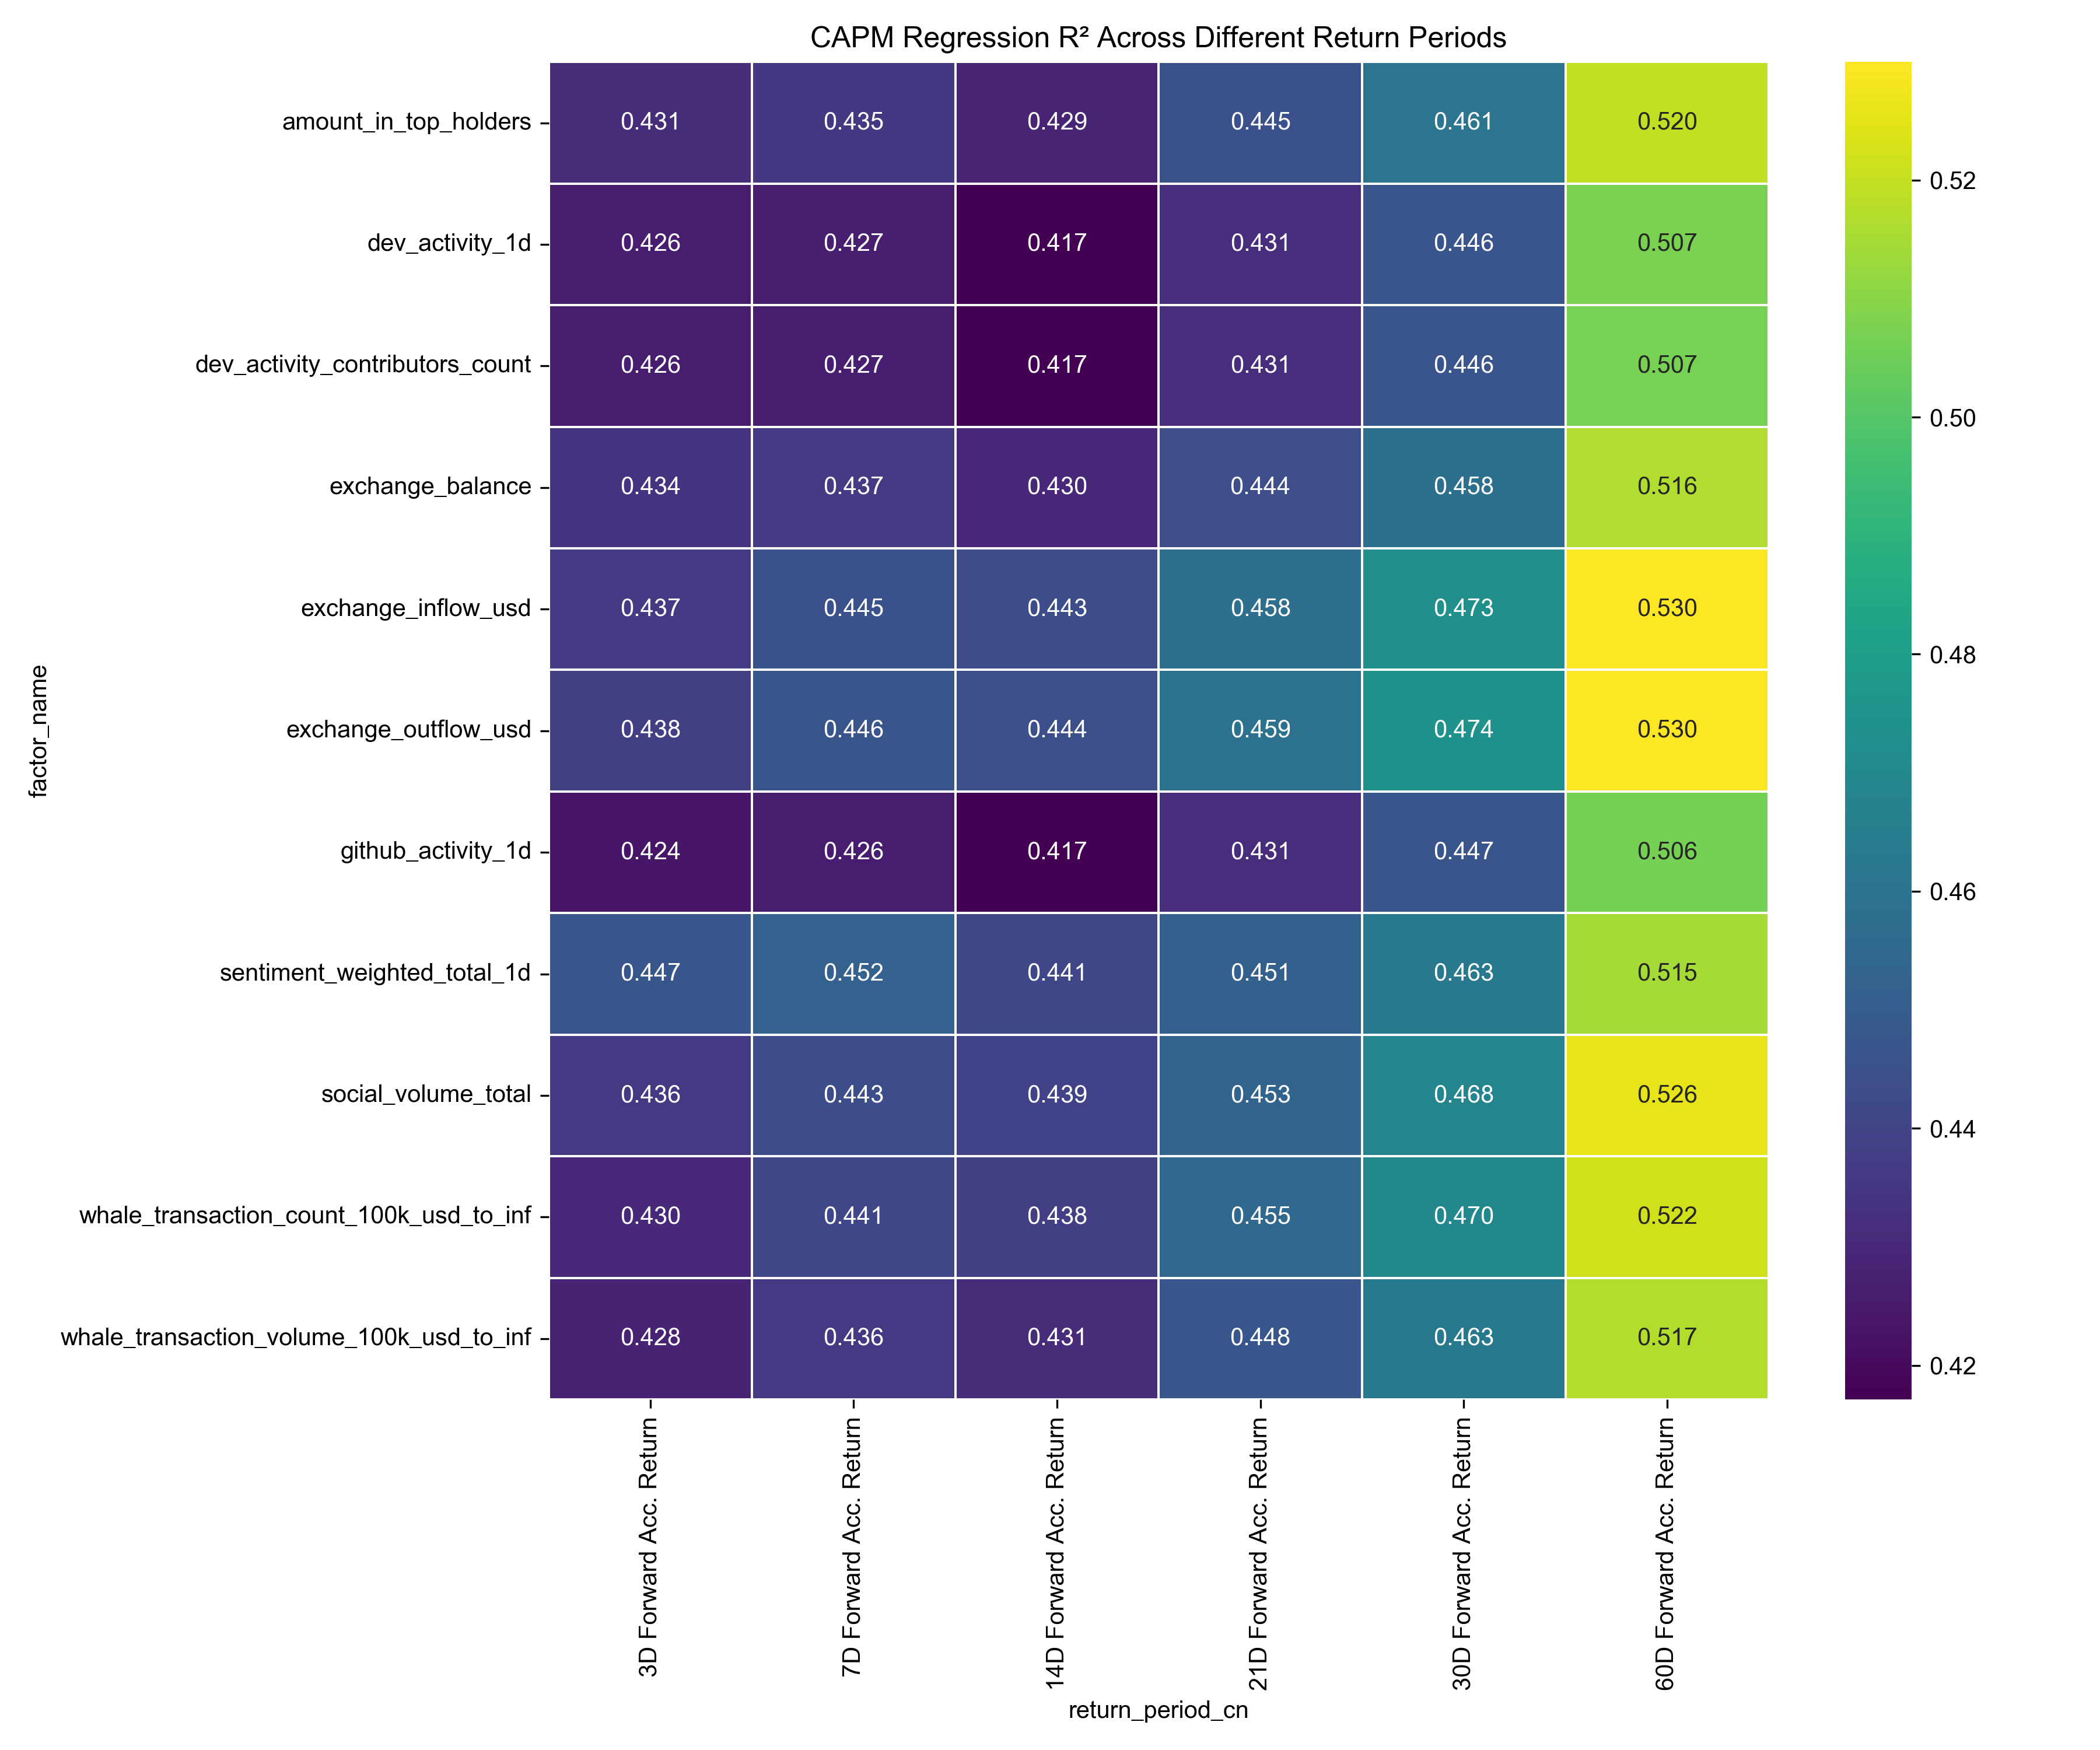 CAPM Regression R² Across Different Return Periods
factor_name
amount_in_top_holders 0.431 0.435 0.429 0.445 0.461 0.520
dev_activity_1d 0.426 0.427 0.417 0.431 0.446 0.507
dev_activity_contributors_count 0.426 0.427 0.417 0.431 0.446 0.507
exchange_balance 0.434 0.437 0.430 0.444 0.458 0.516
exchange_inflow_usd 0.437 0.445 0.443 0.458 0.473 0.530
exchange_outflow_usd 0.438 0.446 0.444 0.459 0.474 0.530
github_activity_1d 0.424 0.426 0.417 0.431 0.447 0.506
sentiment_weighted_total_1d 0.447 0.452 0.441 0.451 0.463 0.515
social_volume_total 0.436 0.443 0.439 0.453 0.468 0.526
whale_transaction_count_100k_usd_to_inf 0.430 0.441 0.438 0.455 0.470 0.522
whale_transaction_volume_100k_usd_to_inf 0.428 0.436 0.431 0.448 0.463 0.517
3D Forward Acc. Return
7D Forward Acc. Return
14D Forward Acc. Return
21D Forward Acc. Return
30D Forward Acc. Return
60D Forward Acc. Return
return_period_cn
0.52
0.50
0.48
0.46
0.44
0.42